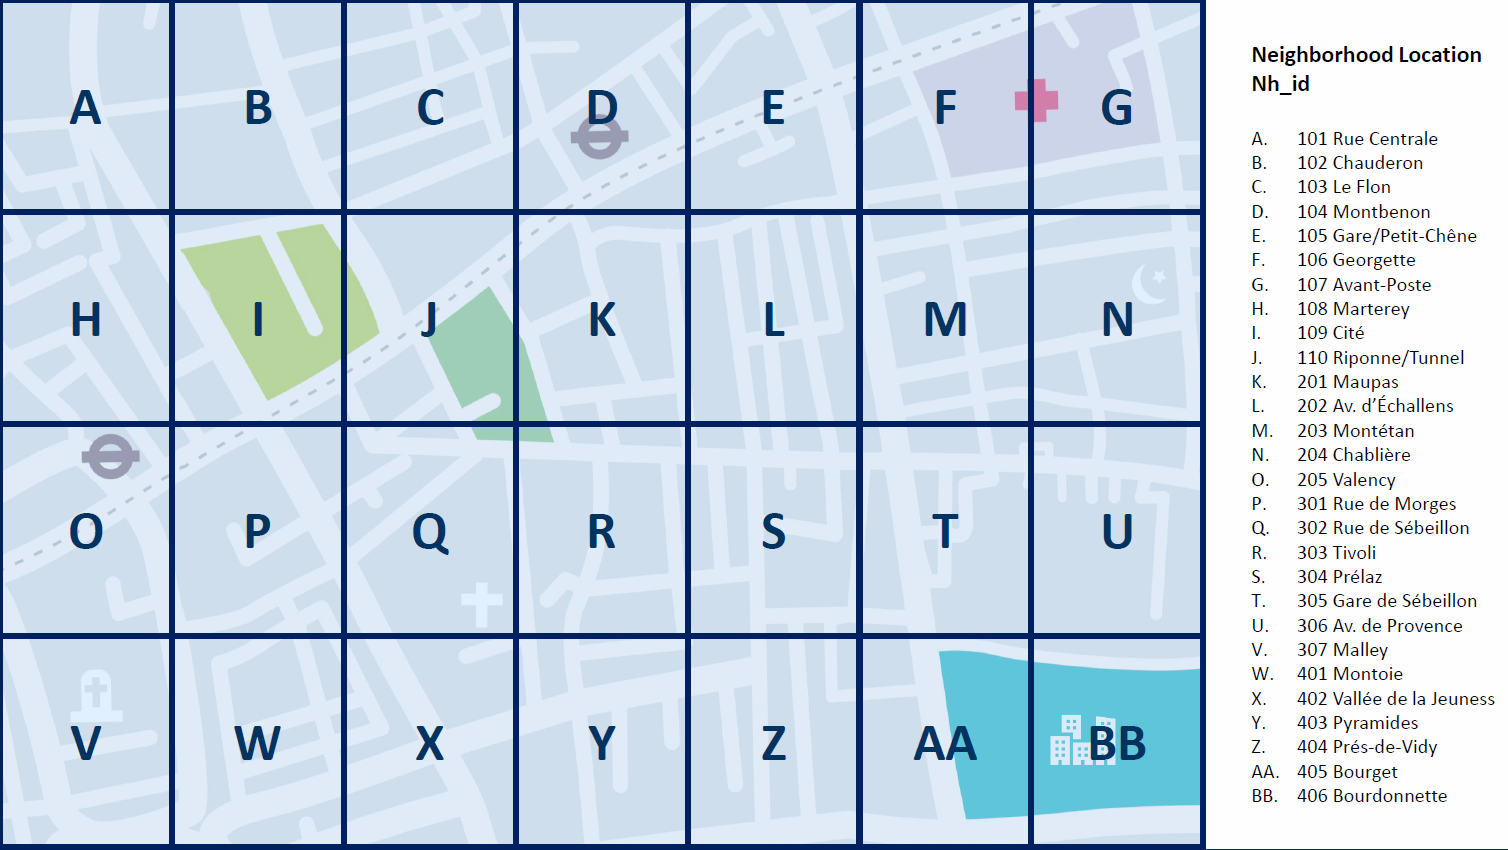 A B C D E F G
H I J K L M N
O P Q R S T U
V W X Y Z AA BB
Neighborhood Location
Nh_id
A. 101 Rue Centrale
B. 102 Chauderon
C. 103 Le Flon
D. 104 Montbenon
E. 105 Gare/Petit-Chêne
F. 106 Georgette
G. 107 Avant-Poste
H. 108 Marterey
I. 109 Cité
J. 110 Riponne/Tunnel
K. 201 Maupas
L. 202 Av. d’Échallens
M. 203 Montétan
N. 204 Chablière
O. 205 Valency
P. 301 Rue de Morges
Q. 302 Rue de Sébeillon
R. 303 Tivoli
S. 304 Prélaz
T. 305 Gare de Sébeillon
U. 306 Av. de Provence
V. 307 Malley
W. 401 Montoie
X. 402 Vallée de la Jeuness
Y. 403 Pyramides
Z. 404 Prés-de-Vidy
AA. 405 Bourget
BB. 406 Bourdonnette